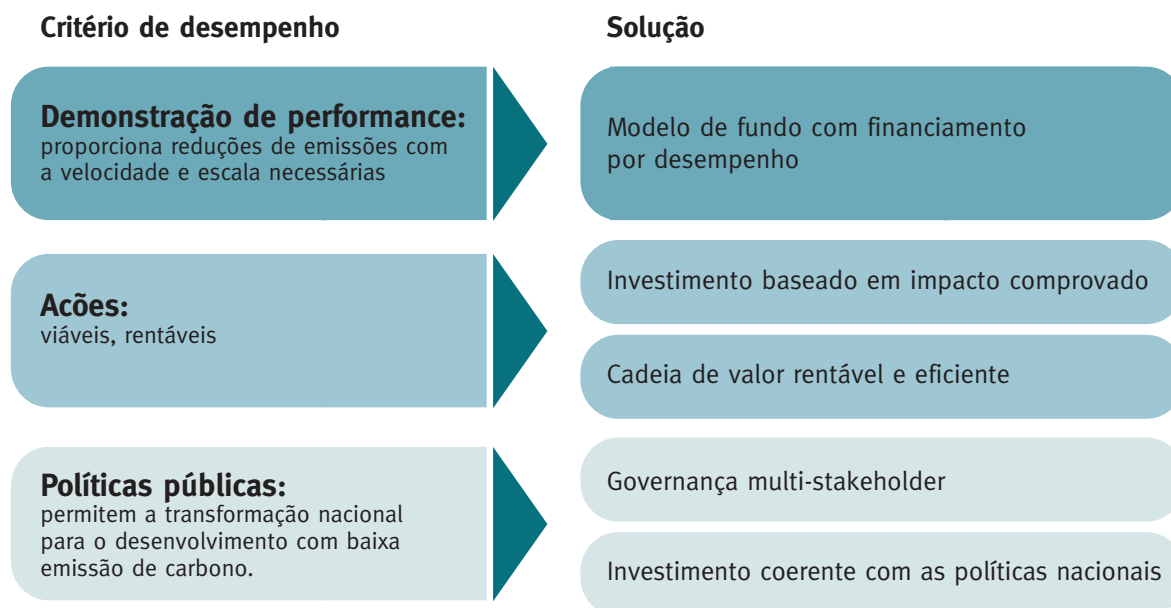 Critério de desempenho
Solução
Demonstração de performance:
proporciona reduções de emissões com
a velocidade e escala necessárias
Modelo de fundo com financiamento
por desempenho
Acões:
viáveis, rentáveis
Investimento baseado em impacto comprovado
Cadeia de valor rentável e eficiente
Políticas públicas:
permitem a transformação nacional
para o desenvolvimento com baixa
emissão de carbono.
Governança multi-stakeholder
Investimento coerente com as políticas nacionais